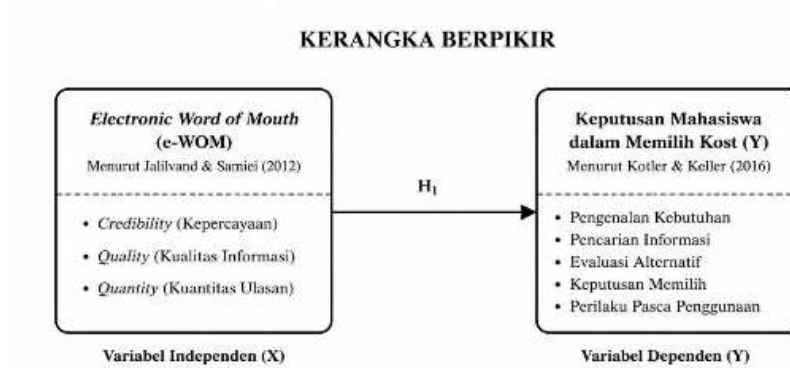 KERANGKA BERPIKIR
Electronic Word of Mouth
(e-WOM)
Menurut Jalilvand & Samiei (2012)
• Credibility (Kepercayaan)
• Quality (Kualitas Informasi)
• Quantity (Kuantitas Ulasan)
Variabel Independen (X)
H₁
Keputusan Mahasiswa
dalam Memilih Kost (Y)
Menurut Kotler & Keller (2016)
• Pengenalan Kebutuhan
• Pencarian Informasi
• Evaluasi Alternatif
• Keputusan Memilih
• Perilaku Pasca Penggunaan
Variabel Dependen (Y)